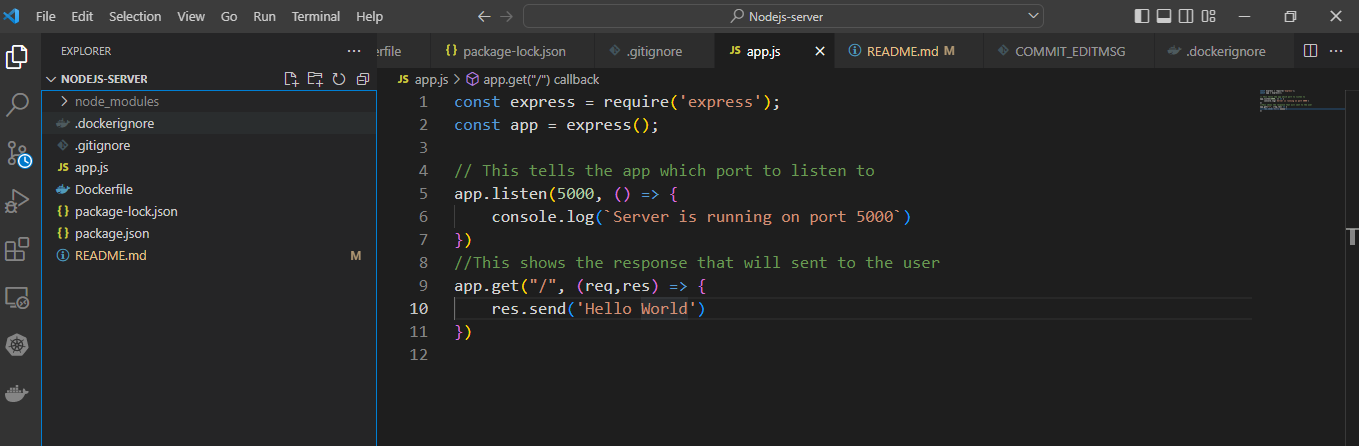 File Edit Selection View Go Run Terminal Help Nodejs-server
EXPLORER
NODEJS-SERVER
node_modules
.dockerignore
.gitignore
JS app.js
Dockerfile
{} package-lock.json
{} package.json
README.md M
erfile {} package-lock.json .gitignore JS app.js README.md M COMMIT_EDITMSG .dockerignore
JS app.js > app.get("/") callback
1 const express = require('express');
2 const app = express();
3
4 // This tells the app which port to listen to
5 app.listen(5000, () => {
6 console.log(`Server is running on port 5000`)
7 })
8 //This shows the response that will sent to the user
9 app.get("/", (req,res) => {
10 res.send('Hello World')
11 })
12